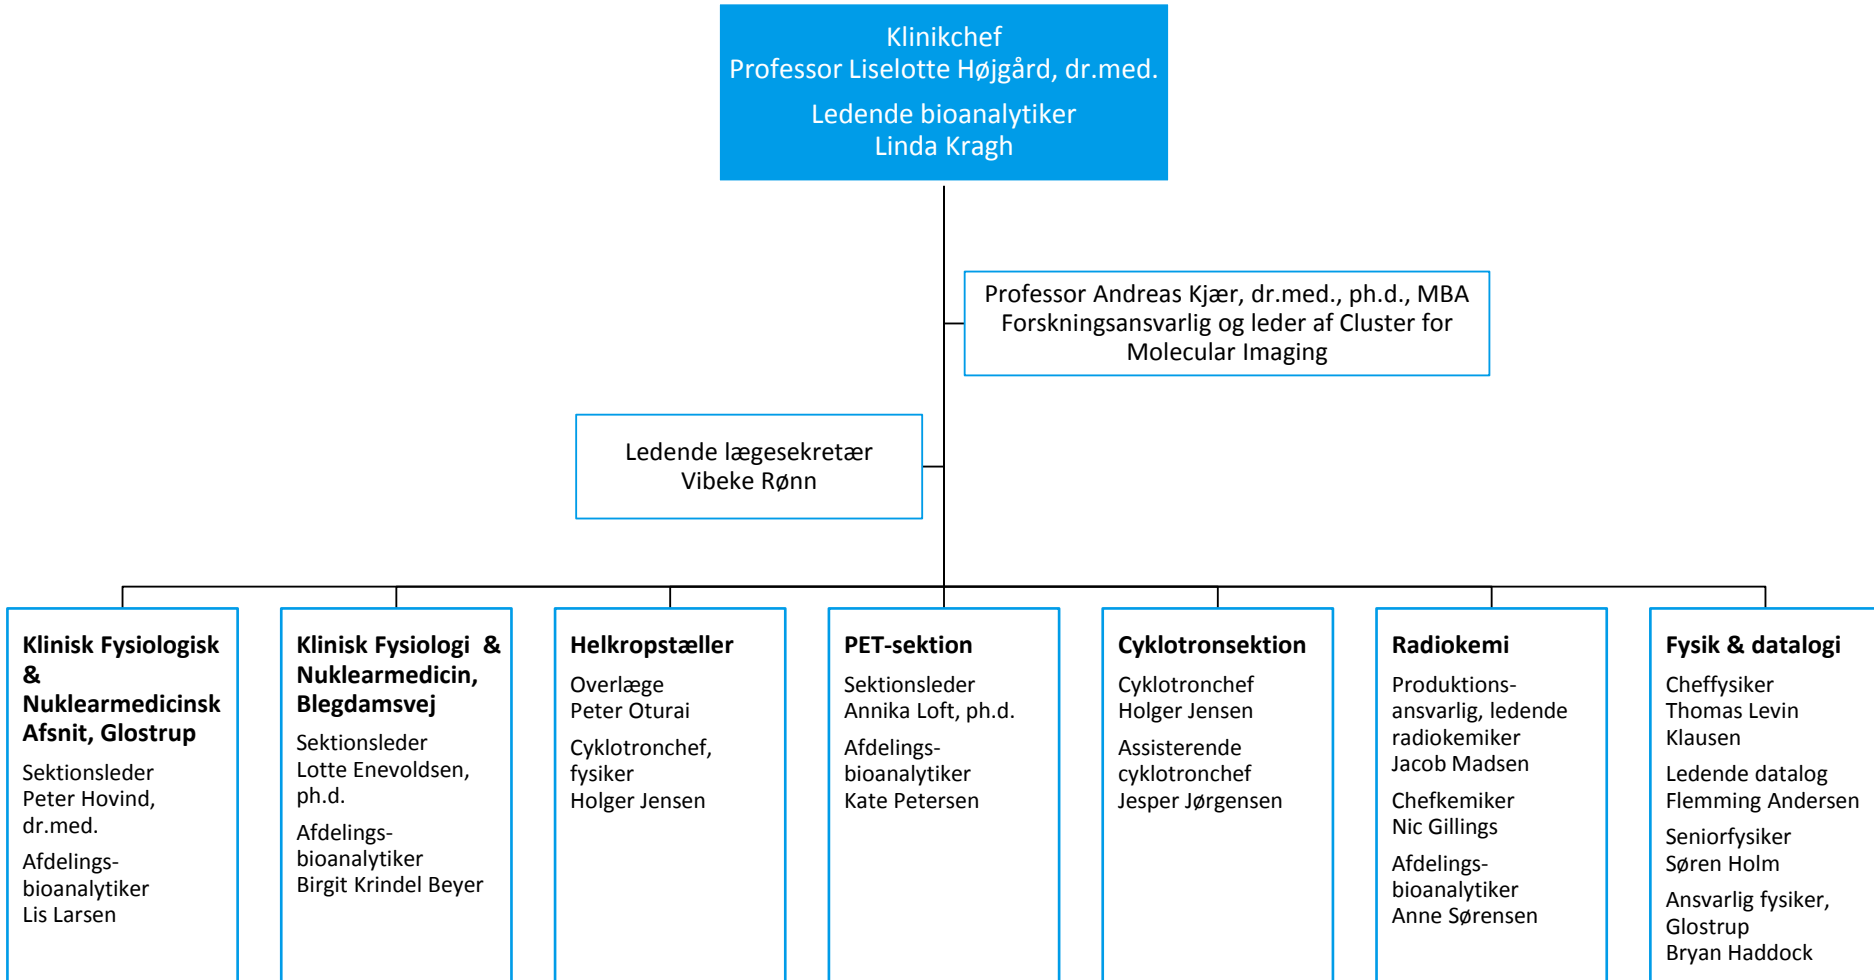 Klinikchef
Professor Liselotte Højgård, dr.med.
Ledende bioanalytiker
Linda Kragh
Professor Andreas Kjær, dr.med., ph.d., MBA
Forskningsansvarlig og leder af Cluster for
Molecular Imaging
Ledende lægesekretær
Vibeke Rønn
Klinisk Fysiologisk
&
Nuklearmedicinsk
Afsnit, Glostrup
Sektionsleder
Peter Hovind,
dr.med.
Afdelings-
bioanalytiker
Lis Larsen
Klinisk Fysiologi &
Nuklearmedicin,
Blegdamsvej
Sektionsleder
Lotte Enevoldsen,
ph.d.
Afdelings-
bioanalytiker
Birgit Krindel Beyer
Helkropstæller
Overlæge
Peter Oturai
Cyklotronchef,
fysiker
Holger Jensen
PET-sektion
Sektionsleder
Annika Loft, ph.d.
Afdelings-
bioanalytiker
Kate Petersen
Cyklotronsektion
Cyklotronchef
Holger Jensen
Assisterende
cyklotronchef
Jesper Jørgensen
Radiokemi
Produktions-
ansvarlig, ledende
radiokemiker
Jacob Madsen
Chefkemiker
Nic Gillings
Afdelings-
bioanalytiker
Anne Sørensen
Fysik & datalogi
Cheffysiker
Thomas Levin
Klausen
Ledende datalog
Flemming Andersen
Seniorfysiker
Søren Holm
Ansvarlig fysiker,
Glostrup
Bryan Haddock